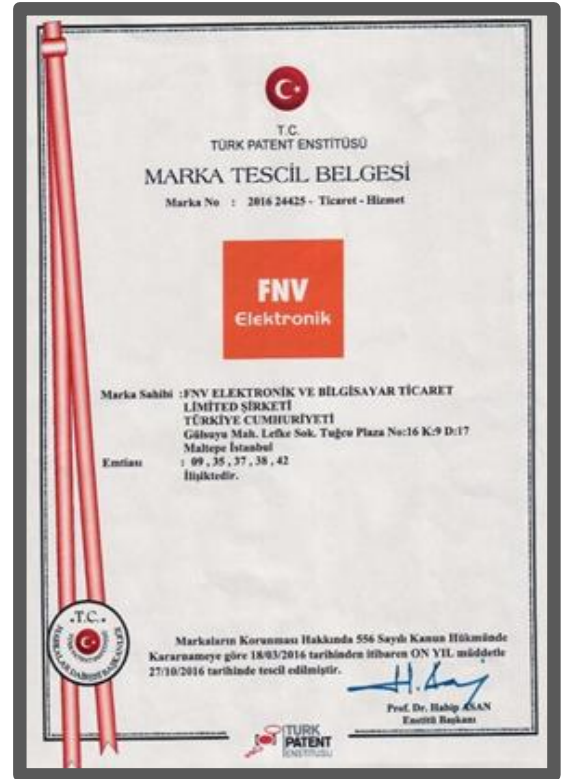 T.C.
TÜRK PATENT ENSTİTÜSÜ
MARKA TESCİL BELGESİ
Marka No : 2016 24425 - Ticaret - Hizmet
FNV
Elektronik
Marka Sahibi :FNV ELEKTRONİK VE BİLGİSAYAR TİCARET
LİMİTED ŞİRKETİ
TÜRKİYE CUMHURİYETİ
Gülsuyu Mah. Lefke Sok. Tuğcu Plaza No:16 K:9 D:17
Maltepe İstanbul
Emtiası : 09 , 35 , 37 , 38 , 42
İlişiktedir.
.T.C.
MARKALAR DAİRESİ BAŞKANLIĞI
Markaların Korunması Hakkında 556 Sayılı Kanun Hükmünde
Kararnameye göre 18/03/2016 tarihinden itibaren ON YIL müddetle
27/10/2016 tarihinde tescil edilmiştir.
Prof. Dr. Habip ASAN
Enstitü Başkanı
TÜRK
PATENT
ENSTİTÜSÜ